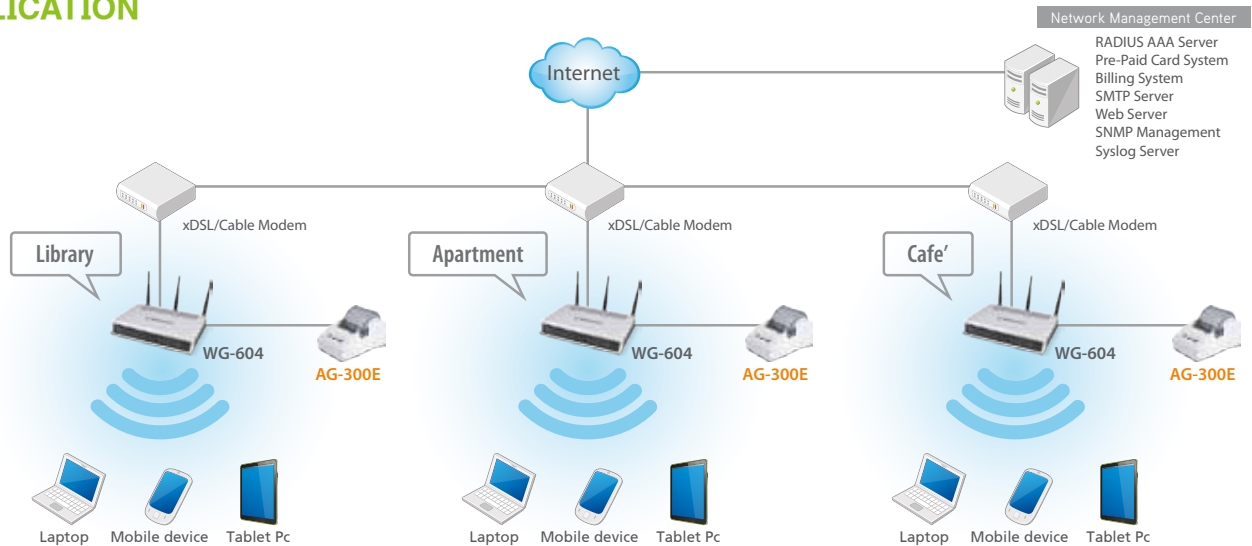 LICATION
Network Management Center
RADIUS AAA Server
Pre-Paid Card System
Billing System
SMTP Server
Web Server
SNMP Management
Syslog Server
Internet
xDSL/Cable Modem
xDSL/Cable Modem
xDSL/Cable Modem
Library
Apartment
Cafe’
WG-604
AG-300E
WG-604
AG-300E
WG-604
AG-300E
Laptop
Mobile device
Tablet Pc
Laptop
Mobile device
Tablet Pc
Laptop
Mobile device
Tablet Pc